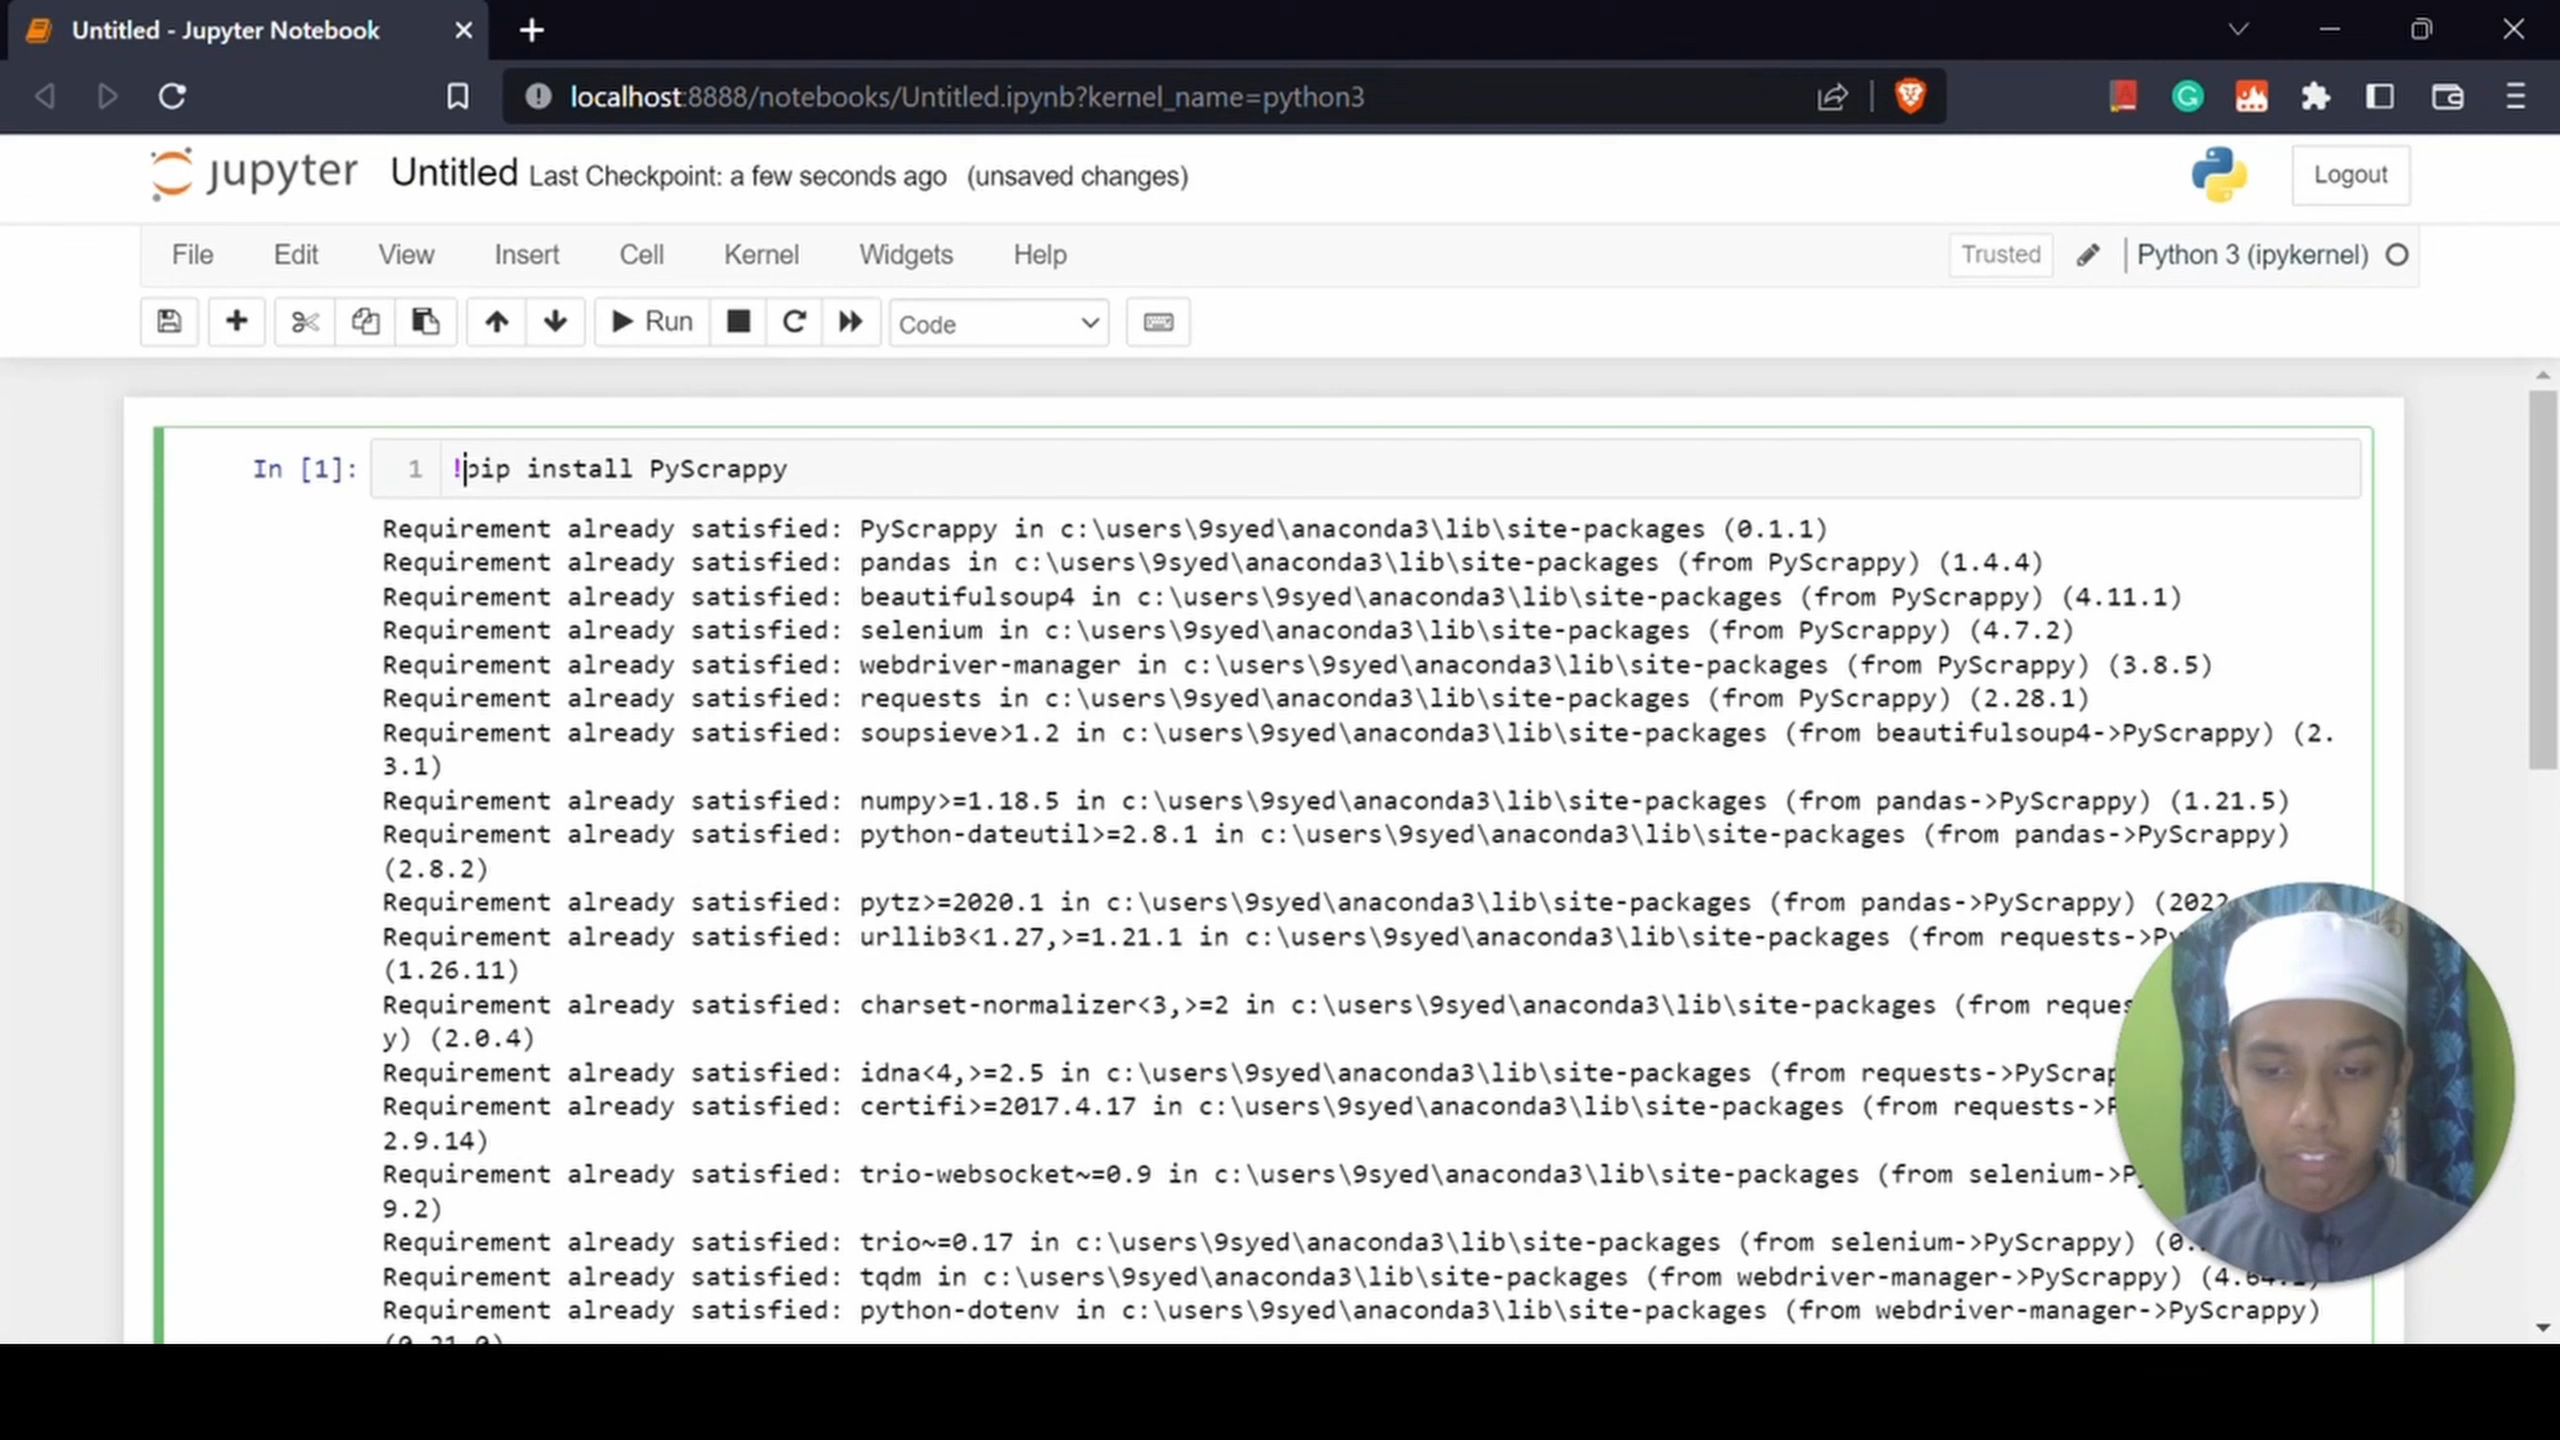 Untitled - Jupyter Notebook
localhost:8888/notebooks/Untitled.ipynb?kernel_name=python3
jupyter Untitled Last Checkpoint: a few seconds ago (unsaved changes)
Logout
File Edit View Insert Cell Kernel Widgets Help
Trusted Python 3 (ipykernel)
Run Code
In [1]: 1 !pip install PyScrappy
Requirement already satisfied: PyScrappy in c:\users\9syed\anaconda3\lib\site-packages (0.1.1)
Requirement already satisfied: pandas in c:\users\9syed\anaconda3\lib\site-packages (from PyScrappy) (1.4.4)
Requirement already satisfied: beautifulsoup4 in c:\users\9syed\anaconda3\lib\site-packages (from PyScrappy) (4.11.1)
Requirement already satisfied: selenium in c:\users\9syed\anaconda3\lib\site-packages (from PyScrappy) (4.7.2)
Requirement already satisfied: webdriver-manager in c:\users\9syed\anaconda3\lib\site-packages (from PyScrappy) (3.8.5)
Requirement already satisfied: requests in c:\users\9syed\anaconda3\lib\site-packages (from PyScrappy) (2.28.1)
Requirement already satisfied: soupsieve>1.2 in c:\users\9syed\anaconda3\lib\site-packages (from beautifulsoup4->PyScrappy) (2.
3.1)
Requirement already satisfied: numpy>=1.18.5 in c:\users\9syed\anaconda3\lib\site-packages (from pandas->PyScrappy) (1.21.5)
Requirement already satisfied: python-dateutil>=2.8.1 in c:\users\9syed\anaconda3\lib\site-packages (from pandas->PyScrappy)
(2.8.2)
Requirement already satisfied: pytz>=2020.1 in c:\users\9syed\anaconda3\lib\site-packages (from pandas->PyScrappy) (2022
Requirement already satisfied: urllib3<1.27,>=1.21.1 in c:\users\9syed\anaconda3\lib\site-packages (from requests->Py
(1.26.11)
Requirement already satisfied: charset-normalizer<3,>=2 in c:\users\9syed\anaconda3\lib\site-packages (from reques
y) (2.0.4)
Requirement already satisfied: idna<4,>=2.5 in c:\users\9syed\anaconda3\lib\site-packages (from requests->PyScrap
Requirement already satisfied: certifi>=2017.4.17 in c:\users\9syed\anaconda3\lib\site-packages (from requests->P
2.9.14)
Requirement already satisfied: trio-websocket~=0.9 in c:\users\9syed\anaconda3\lib\site-packages (from selenium->P
9.2)
Requirement already satisfied: trio~=0.17 in c:\users\9syed\anaconda3\lib\site-packages (from selenium->PyScrappy) (0.
Requirement already satisfied: tqdm in c:\users\9syed\anaconda3\lib\site-packages (from webdriver-manager->PyScrappy)
Requirement already satisfied: python-dotenv in c:\users\9syed\anaconda3\lib\site-packages (from webdriver-manager->PyScrappy)